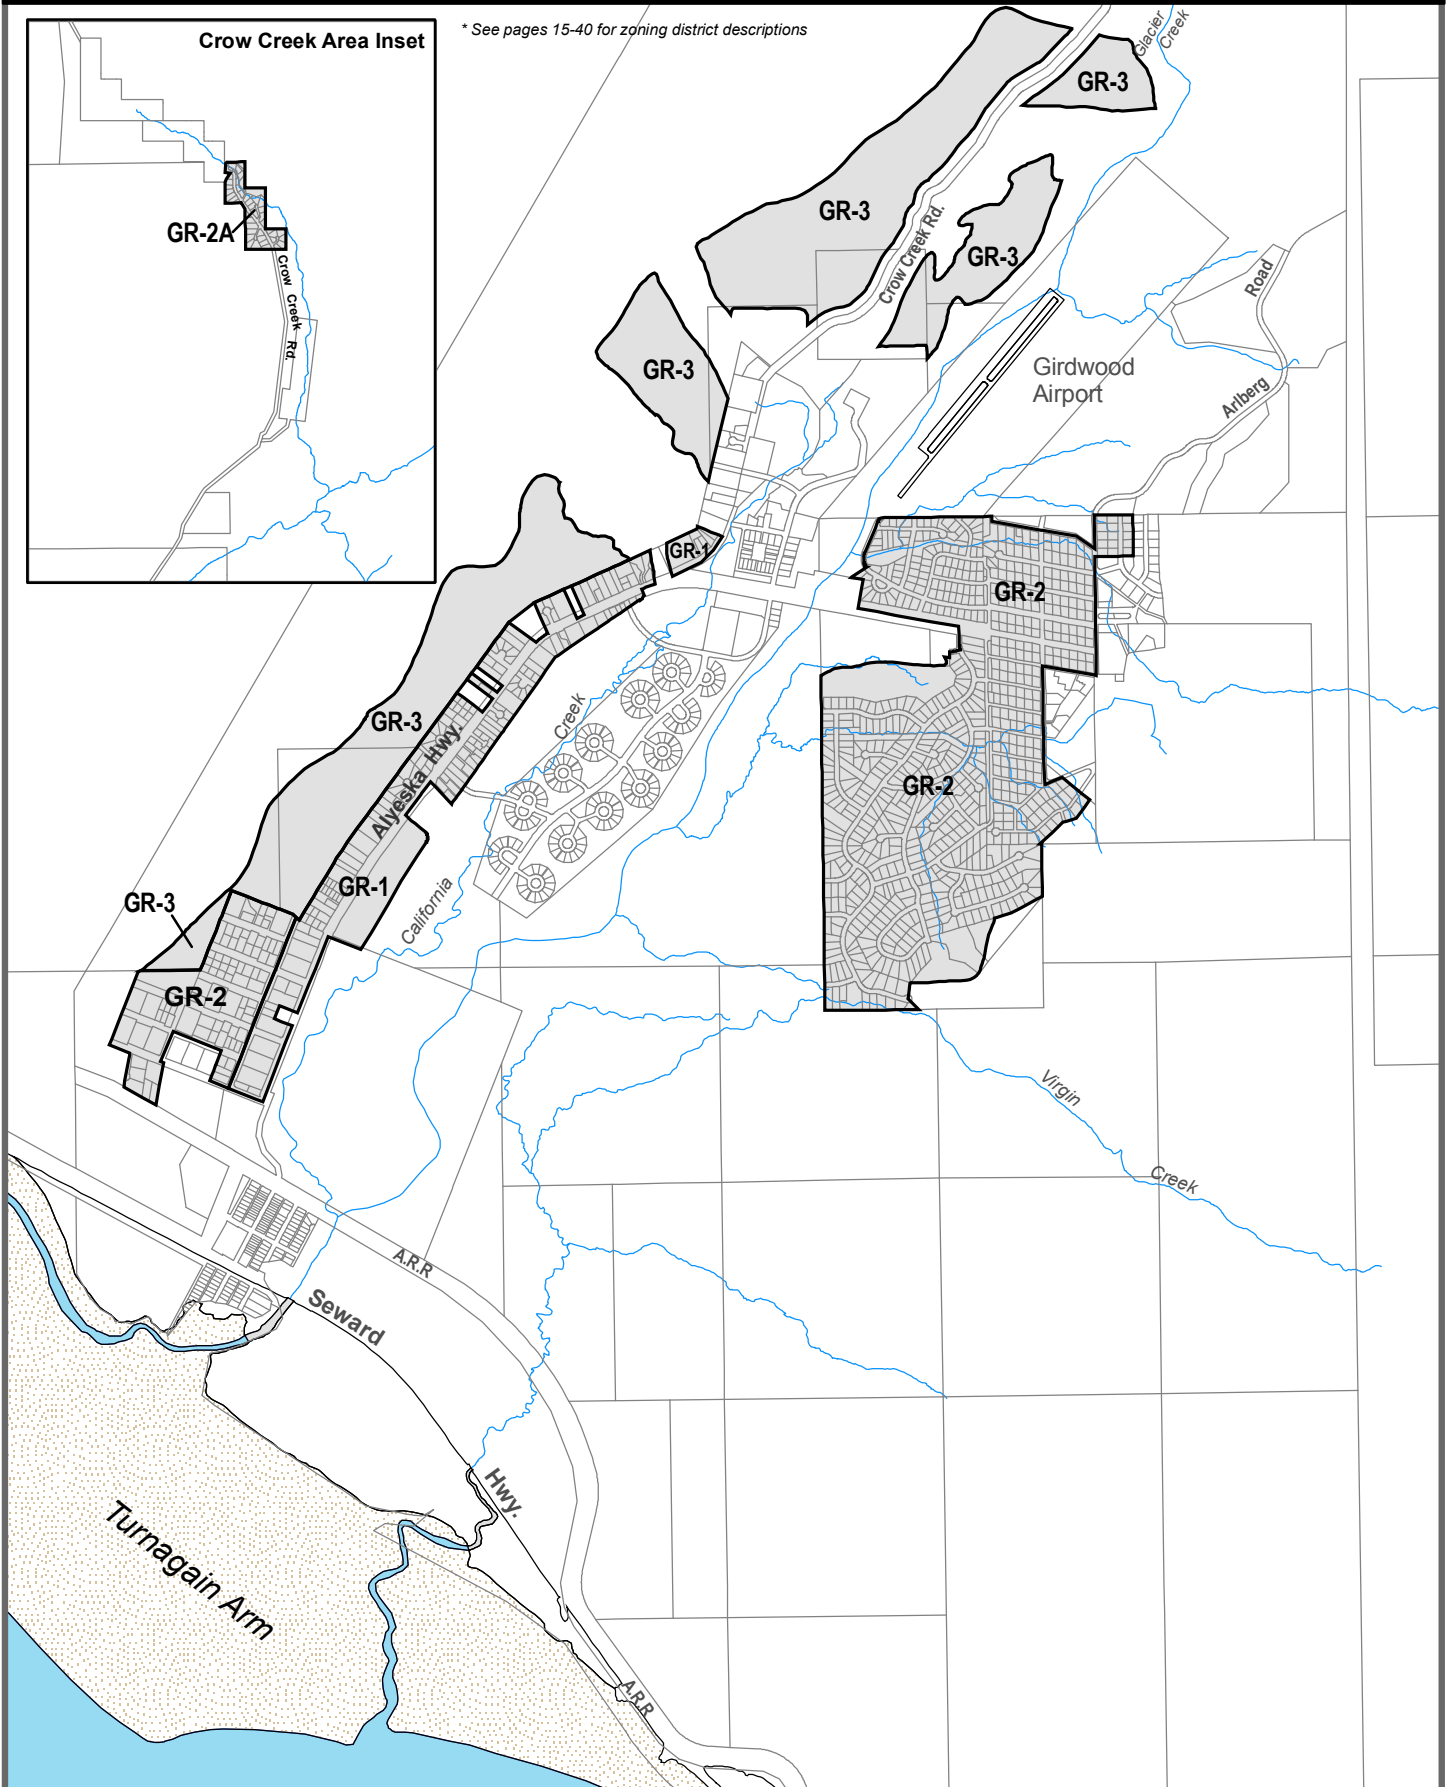 Crow Creek Area Inset
* See pages 15-40 for zoning district descriptions
Glacier
Creek
GR-3
GR-2A
Crow Creek Rd.
GR-3
Crow Creek Rd.
GR-3
Road
GR-3
Girdwood
Airport
Arlberg
GR-1
GR-2
GR-3
Creek
Alyeska Hwy.
GR-2
GR-1
GR-3
California
GR-2
Virgin
Creek
A.R.R
Seward
Hwy.
Turnagain Arm
A.R.R